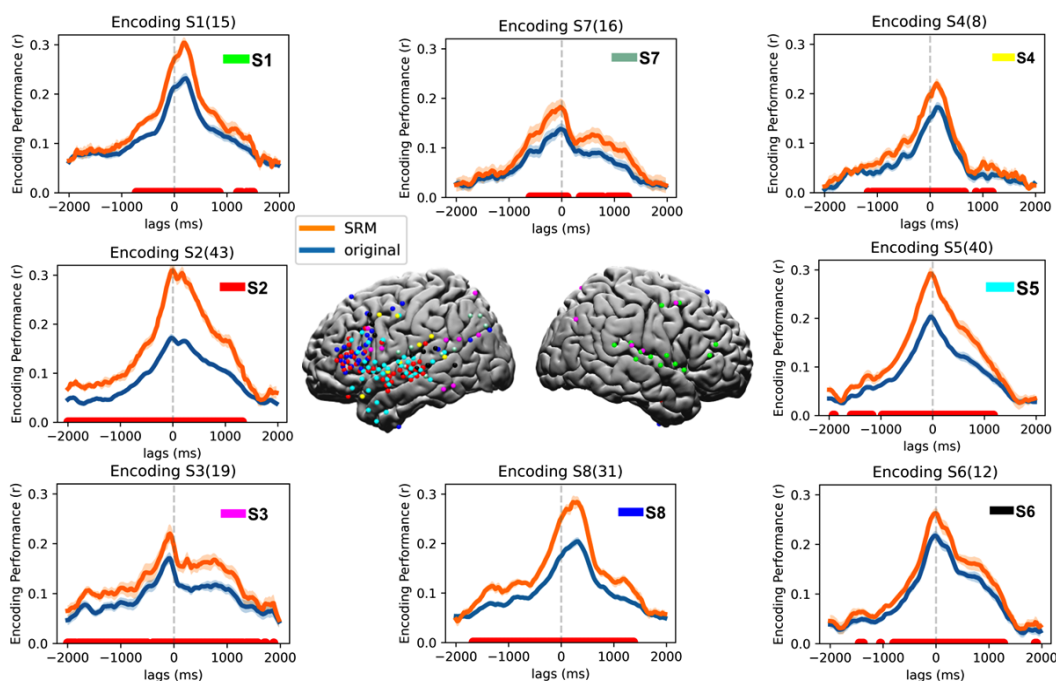 Encoding S1(15)
Encoding Performance (r)
0.3
0.2
0.1
0.0
S1
−2000 −1000 0 1000 2000
lags (ms)
Encoding S7(16)
Encoding Performance (r)
0.3
0.2
0.1
0.0
S7
−2000 −1000 0 1000 2000
lags (ms)
Encoding S4(8)
Encoding Performance (r)
0.3
0.2
0.1
0.0
S4
−2000 −1000 0 1000 2000
lags (ms)
SRM
original
Encoding S2(43)
Encoding Performance (r)
0.3
0.2
0.1
0.0
S2
−2000 −1000 0 1000 2000
lags (ms)
Encoding S5(40)
Encoding Performance (r)
0.3
0.2
0.1
0.0
S5
−2000 −1000 0 1000 2000
lags (ms)
Encoding S3(19)
Encoding Performance (r)
0.3
0.2
0.1
0.0
S3
−2000 −1000 0 1000 2000
lags (ms)
Encoding S8(31)
Encoding Performance (r)
0.3
0.2
0.1
0.0
S8
−2000 −1000 0 1000 2000
lags (ms)
Encoding S6(12)
Encoding Performance (r)
0.3
0.2
0.1
0.0
S6
−2000 −1000 0 1000 2000
lags (ms)